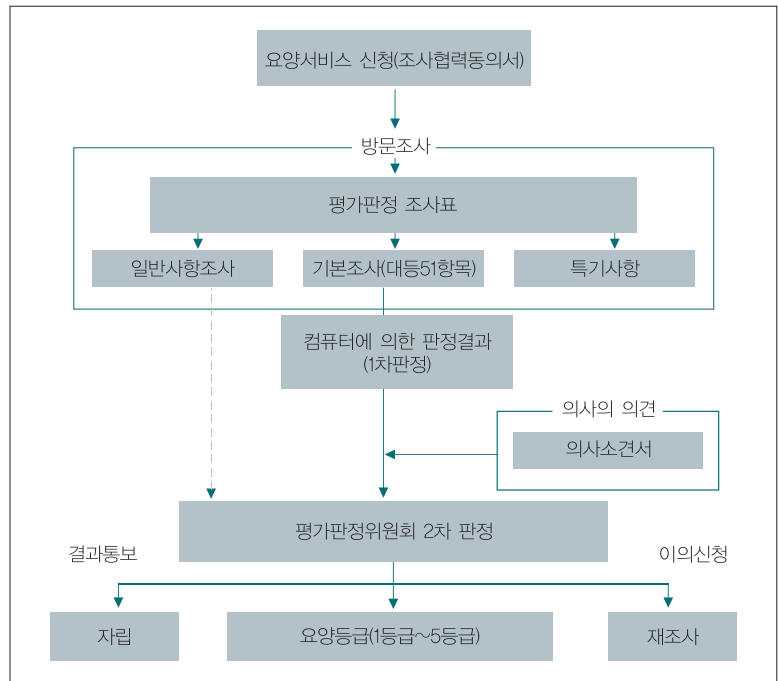 요양서비스 신청(조사협력동의서)
방문조사
평가판정 조사표
일반사항조사
기본조사(대등51항목)
특기사항
컴퓨터에 의한 판정결과
(1차판정)
의사의 의견
의사소견서
평가판정위원회 2차 판정
결과통보
이의신청
자립
요양등급(1등급~5등급)
재조사